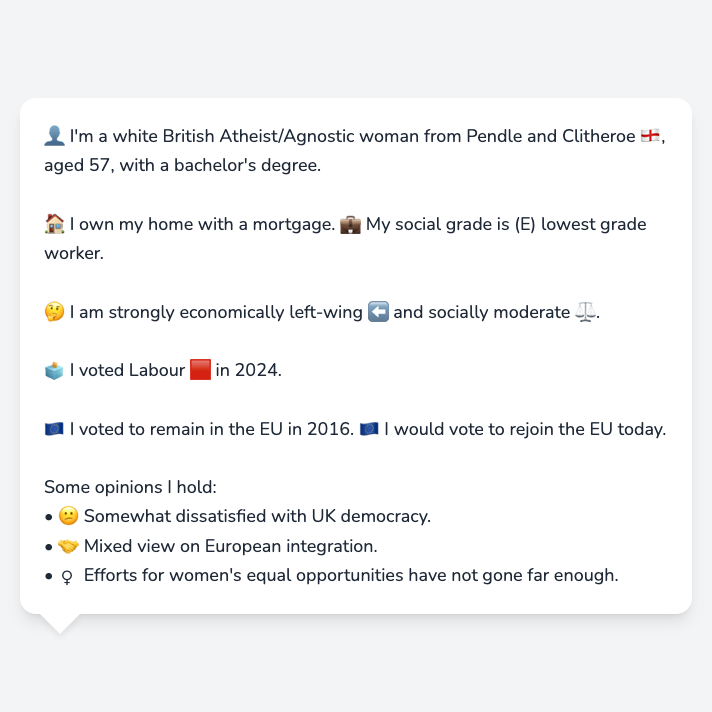 👤 I'm a white British Atheist/Agnostic woman from Pendle and Clitheroe 🏴󠁧󠁢󠁥󠁮󠁧󠁿,
aged 57, with a bachelor's degree.
🏠 I own my home with a mortgage. 💼 My social grade is (E) lowest grade
worker.
🤔 I am strongly economically left-wing ⬅️ and socially moderate ⚖️.
🗳️ I voted Labour 🟥 in 2024.
🇪🇺 I voted to remain in the EU in 2016. 🇪🇺 I would vote to rejoin the EU today.
Some opinions I hold:
• 😕 Somewhat dissatisfied with UK democracy.
• 🤝 Mixed view on European integration.
• ♀ Efforts for women's equal opportunities have not gone far enough.